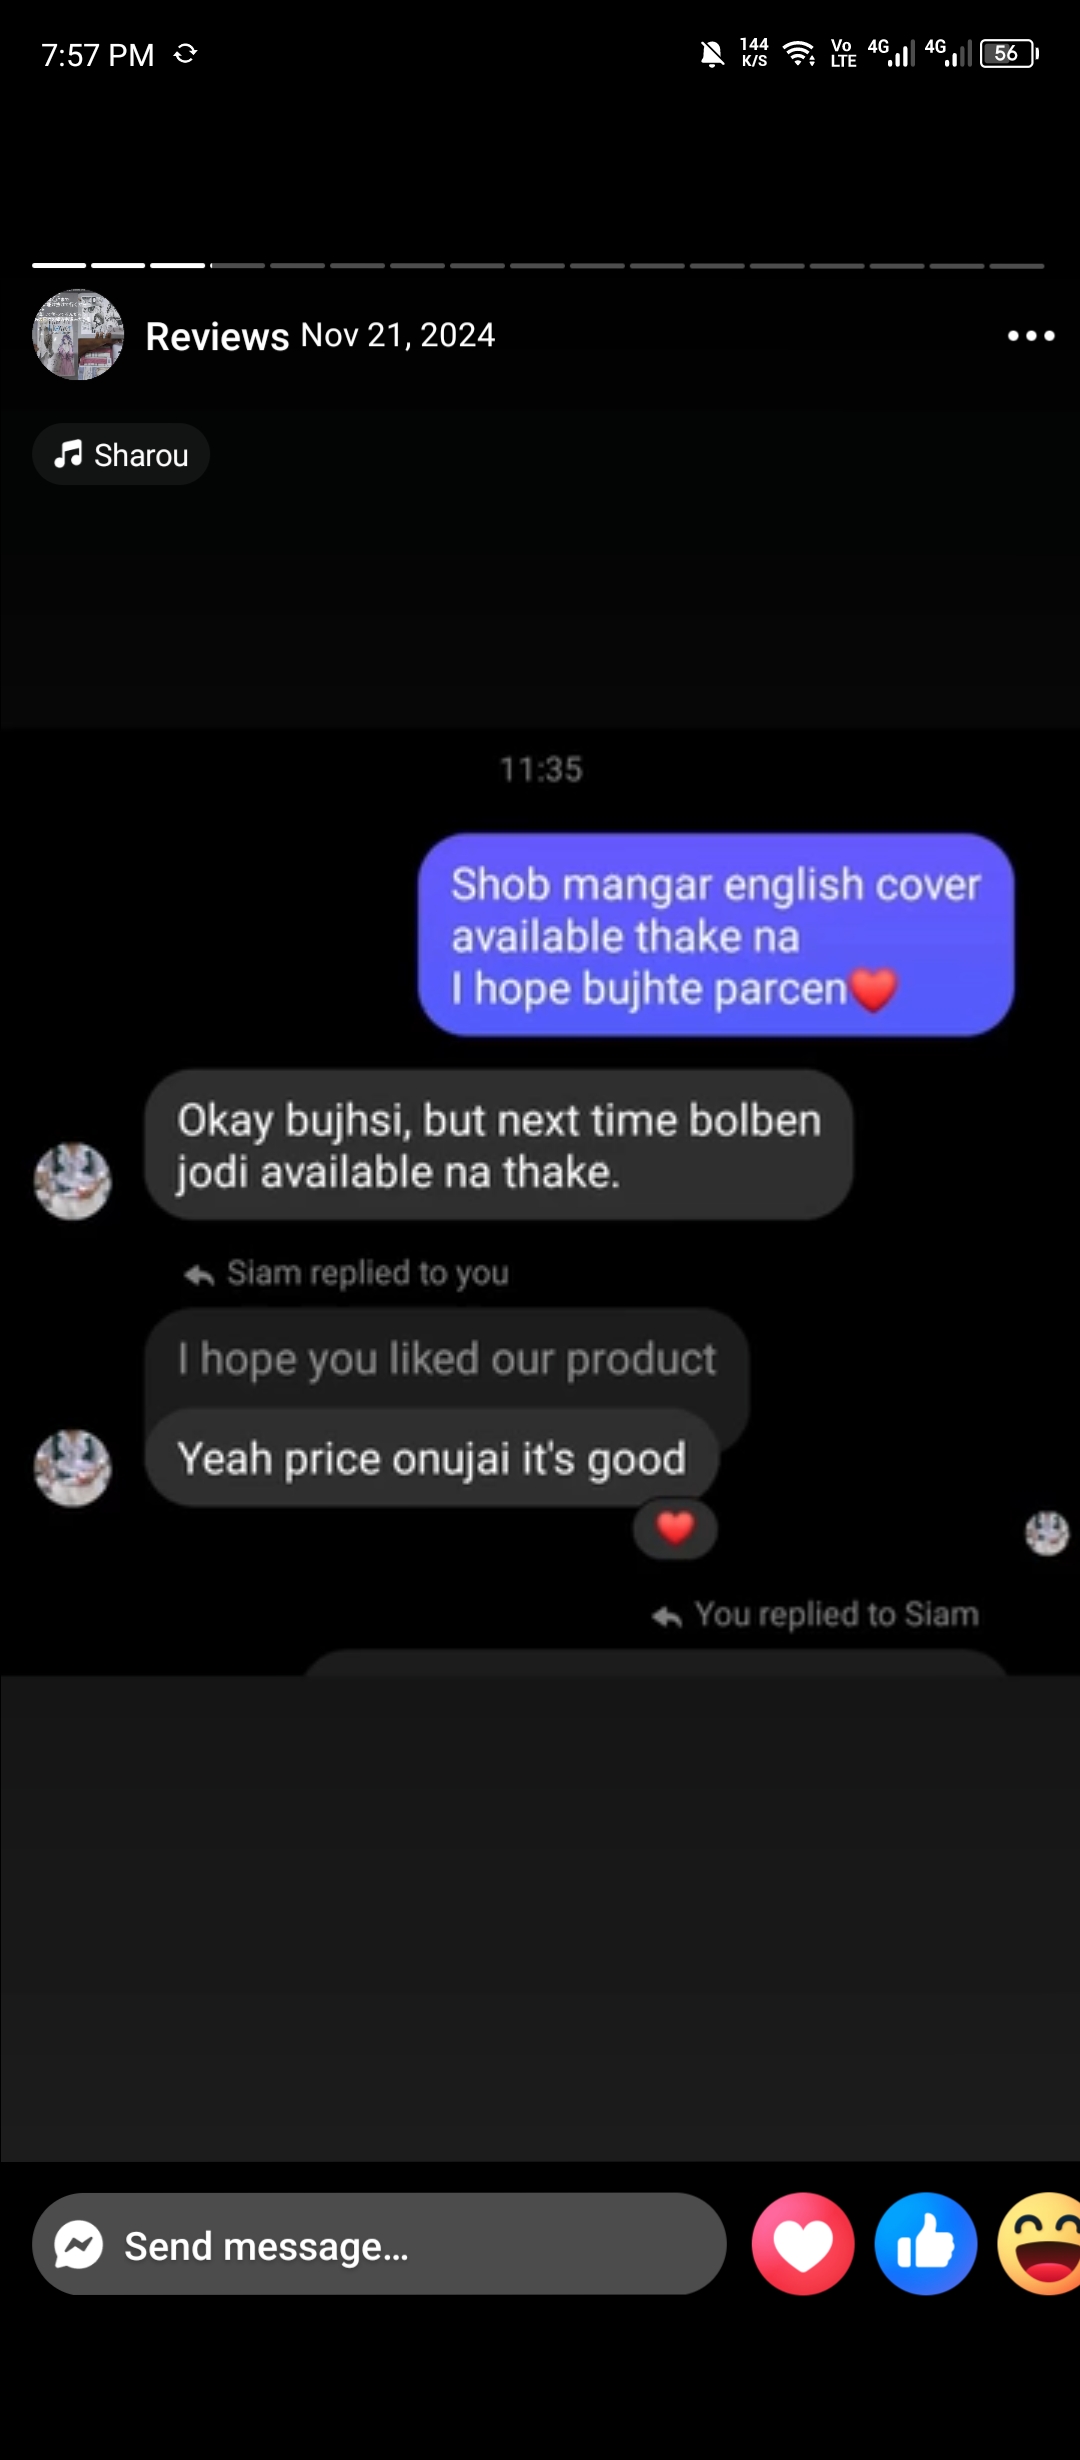 7:57 PM
144 K/S Vo LTE 4G 4G 56
Reviews Nov 21, 2024
Sharou
11:35
Shob mangar english cover
available thake na
I hope bujhte parcen❤️
Okay bujhsi, but next time bolben
jodi available na thake.
Siam replied to you
I hope you liked our product
Yeah price onujai it's good
❤️
You replied to Siam
Send message...